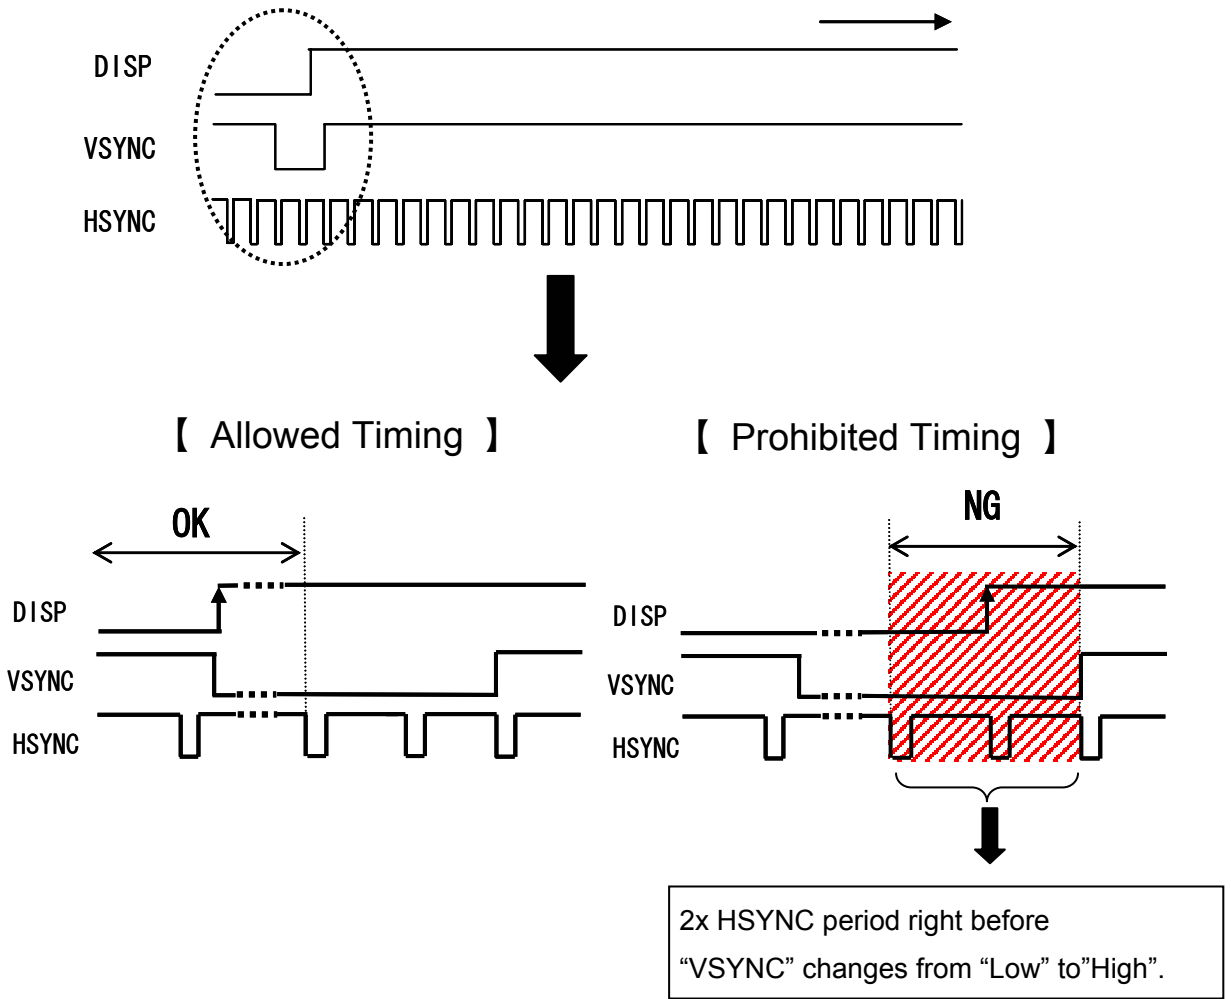 DISP
VSYNC
HSYNC
【 Allowed Timing 】
OK
DISP
VSYNC
HSYNC
【 Prohibited Timing 】
NG
DISP
VSYNC
HSYNC
2x HSYNC period right before
“VSYNC” changes from “Low” to”High”.